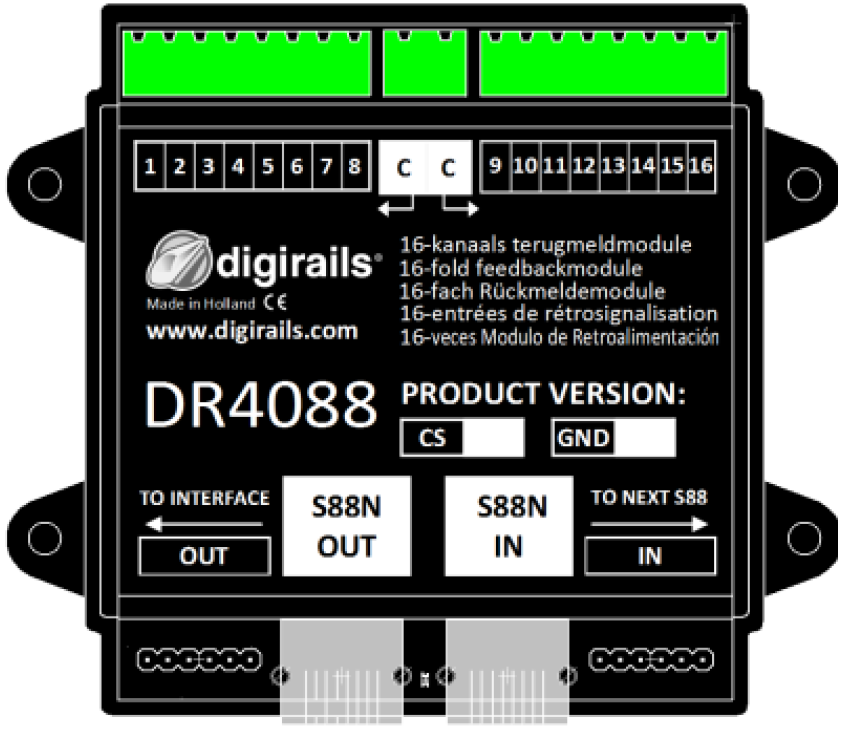 1 2 3 4 5 6 7 8 C C 9 10 11 12 13 14 15 16
digirails
Made in Holland CE
www.digirails.com
16-kanaals terugmeldmodule
16-fold feedbackmodule
16-fach Rückmeldemodule
16-entrées de rétrosignalisation
16-veces Modulo de Retroalimentación
DR4088
PRODUCT VERSION:
CS GND
TO INTERFACE
OUT
S88N
OUT
S88N
IN
TO NEXT S88
IN